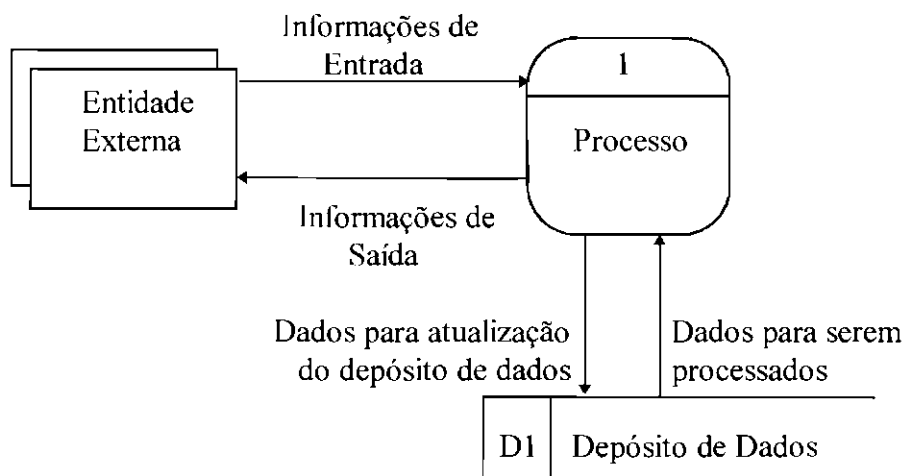 Informações de
Entrada
1
Entidade
Externa
Processo
Informações de
Saída
Dados para atualização
do depósito de dados
Dados para serem
processados
D1
Depósito de Dados